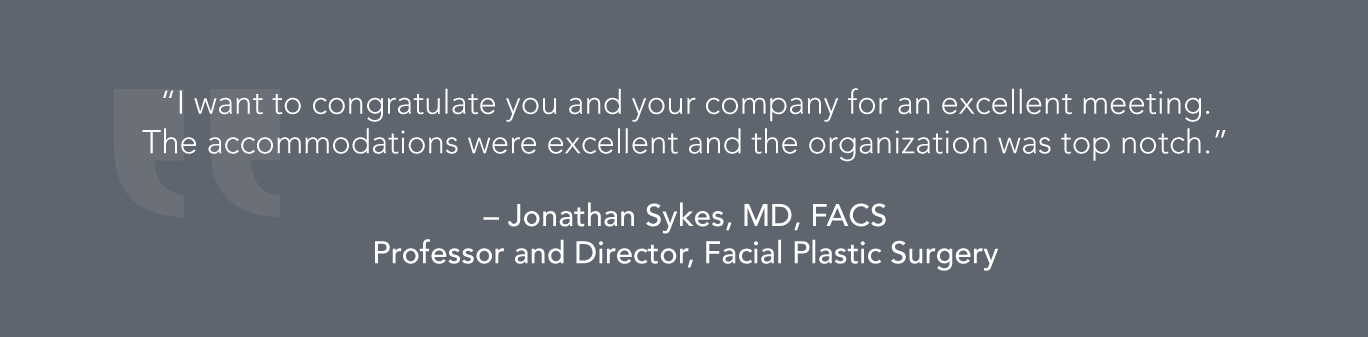 “I want to congratulate you and your company for an excellent meeting.
The accommodations were excellent and the organization was top notch.”
– Jonathan Sykes, MD, FACS
Professor and Director, Facial Plastic Surgery